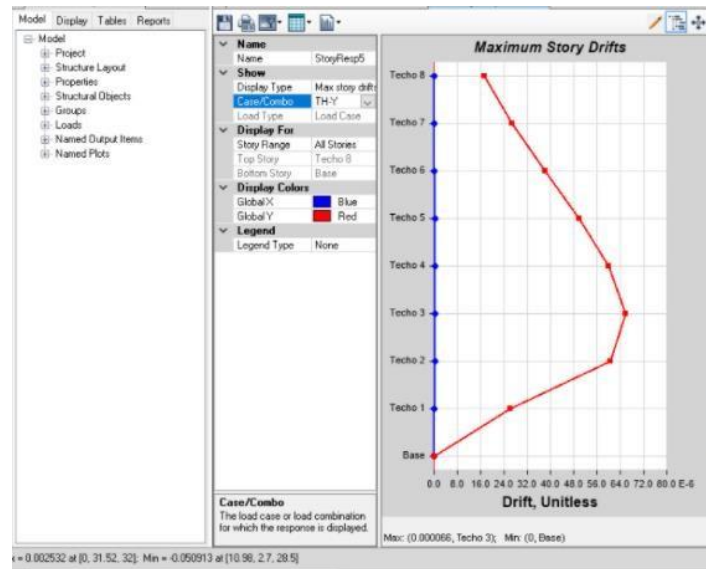 Model Display Tables Reports
Model
Project
Structure Layout
Properties
Structural Objects
Groups
Loads
Named Output Items
Named Plots
Name
Name StoryResp5
Show
Display Type Max story drifts
Case/Combo TH-Y
Load Type Load Case
Display For
Story Range All Stories
Top Story Techo 8
Bottom Story Base
Display Colors
Global X Blue
Global Y Red
Legend
Legend Type None
Case/Combo
The load case or load combination
for which the response is displayed.
Maximum Story Drifts
Techo 8
Techo 7
Techo 6
Techo 5
Techo 4
Techo 3
Techo 2
Techo 1
Base
0.0 8.0 16.0 24.0 32.0 40.0 48.0 56.0 64.0 72.0 80.0 E-6
Drift, Unitless
Max: (0.000066, Techo 3); Min: (0, Base)
= 0.002532 at [0, 31.52, 32]; Min = -0.050913 at [10.98, 2.7, 28.5]